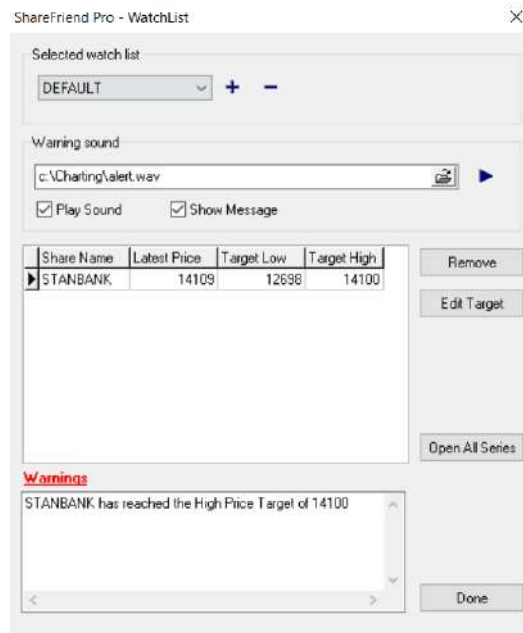 ShareFriend Pro - WatchList
Selected watch list
DEFAULT
Warning sound
c:\Charting\alert.wav
Play Sound Show Message
Share Name Latest Price Target Low Target High
STANBANK 14109 12698 14100
Remove
Edit Target
Open All Series
Warnings
STANBANK has reached the High Price Target of 14100
Done